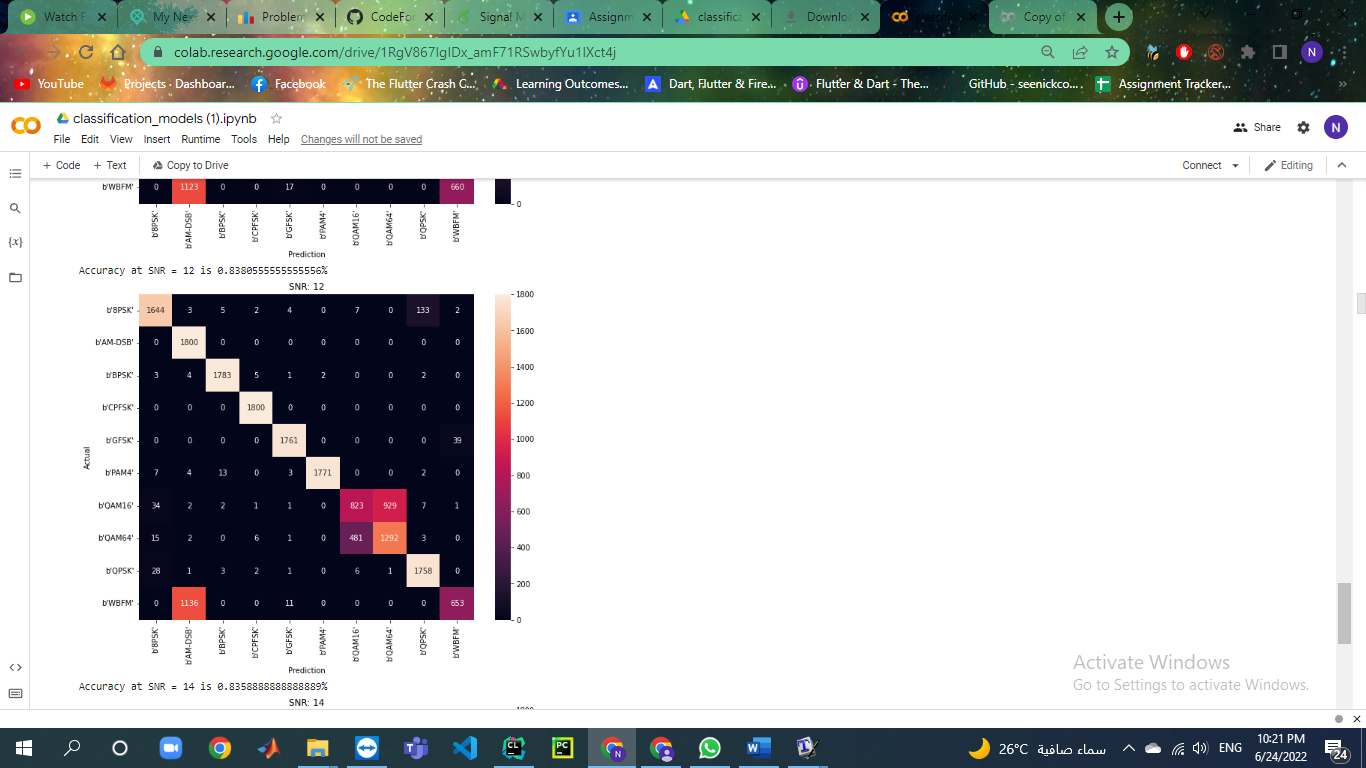 Watch F My Nex Problem CodeFor Signal M Assignm classifica Downloa Copy of
colab.research.google.com/drive/1RgV867IgIDx_amF71RSwbyfYu1lXct4j N
YouTube Projects · Dashboar... Facebook The Flutter Crash C... Learning Outcomes... Dart, Flutter & Fire... Flutter & Dart - The... GitHub - seenickco... Assignment Tracker... »
classification_models (1).ipynb
File Edit View Insert Runtime Tools Help Changes will not be saved
Share N
+ Code + Text Copy to Drive Connect Editing
b'WBFM' 0 1123 0 0 17 0 0 0 0 660
0
b'8PSK' b'AM-DSB' b'BPSK' b'CPFSK' b'GFSK' b'PAM4' b'QAM16' b'QAM64' b'QPSK' b'WBFM'
Prediction
Accuracy at SNR = 12 is 0.8380555555555556%
SNR: 12
b'8PSK' 1644 3 5 2 4 0 7 0 133 2
b'AM-DSB' 0 1800 0 0 0 0 0 0 0 0
b'BPSK' 3 4 1783 5 1 2 0 0 2 0
b'CPFSK' 0 0 0 1800 0 0 0 0 0 0
b'GFSK' 0 0 0 0 1761 0 0 0 0 39
b'PAM4' 7 4 13 0 3 1771 0 0 2 0
b'QAM16' 34 2 2 1 1 0 823 929 7 1
b'QAM64' 15 2 0 6 1 0 481 1292 3 0
b'QPSK' 28 1 3 2 1 0 6 1 1758 0
b'WBFM' 0 1136 0 0 11 0 0 0 0 653
Actual
1800
1600
1400
1200
1000
800
600
400
200
0
b'8PSK' b'AM-DSB' b'BPSK' b'CPFSK' b'GFSK' b'PAM4' b'QAM16' b'QAM64' b'QPSK' b'WBFM'
Prediction
Accuracy at SNR = 14 is 0.8358888888888889%
SNR: 14
Activate Windows
Go to Settings to activate Windows.
26°C سماء صافية ENG
10:21 PM
6/24/2022
24